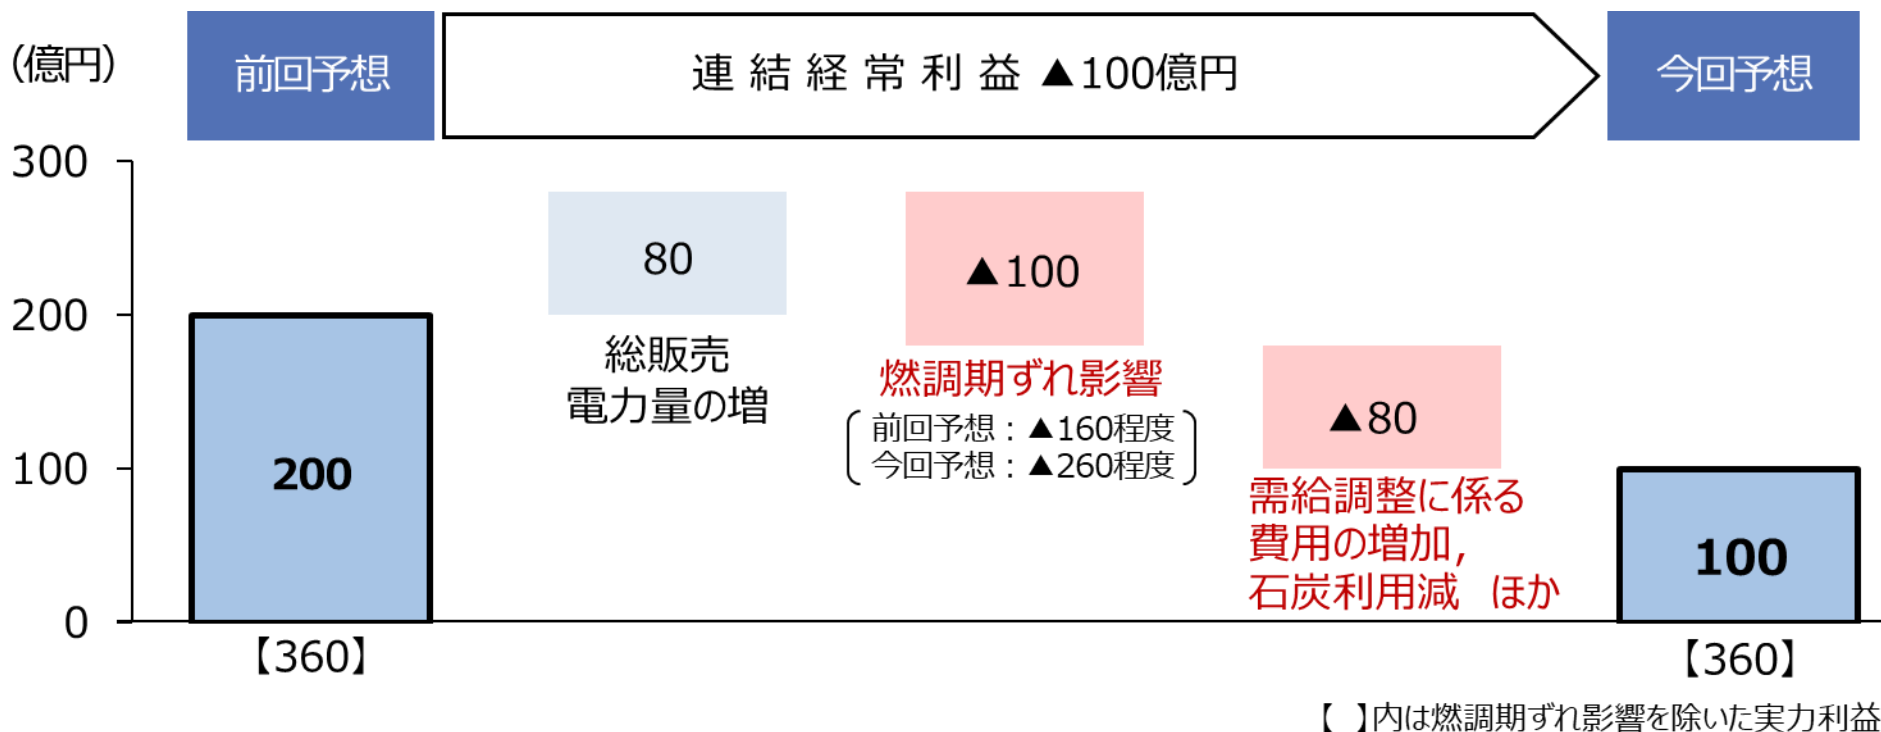 (億円)
前回予想
連結経常利益 ▲100億円
今回予想
300
200
100
0
200
【360】
80
総販売
電力量の増
▲100
燃調期ずれ影響
前回予想：▲160程度
今回予想：▲260程度
▲80
需給調整に係る
費用の増加,
石炭利用減　ほか
100
【360】
【 】内は燃調期ずれ影響を除いた実力利益